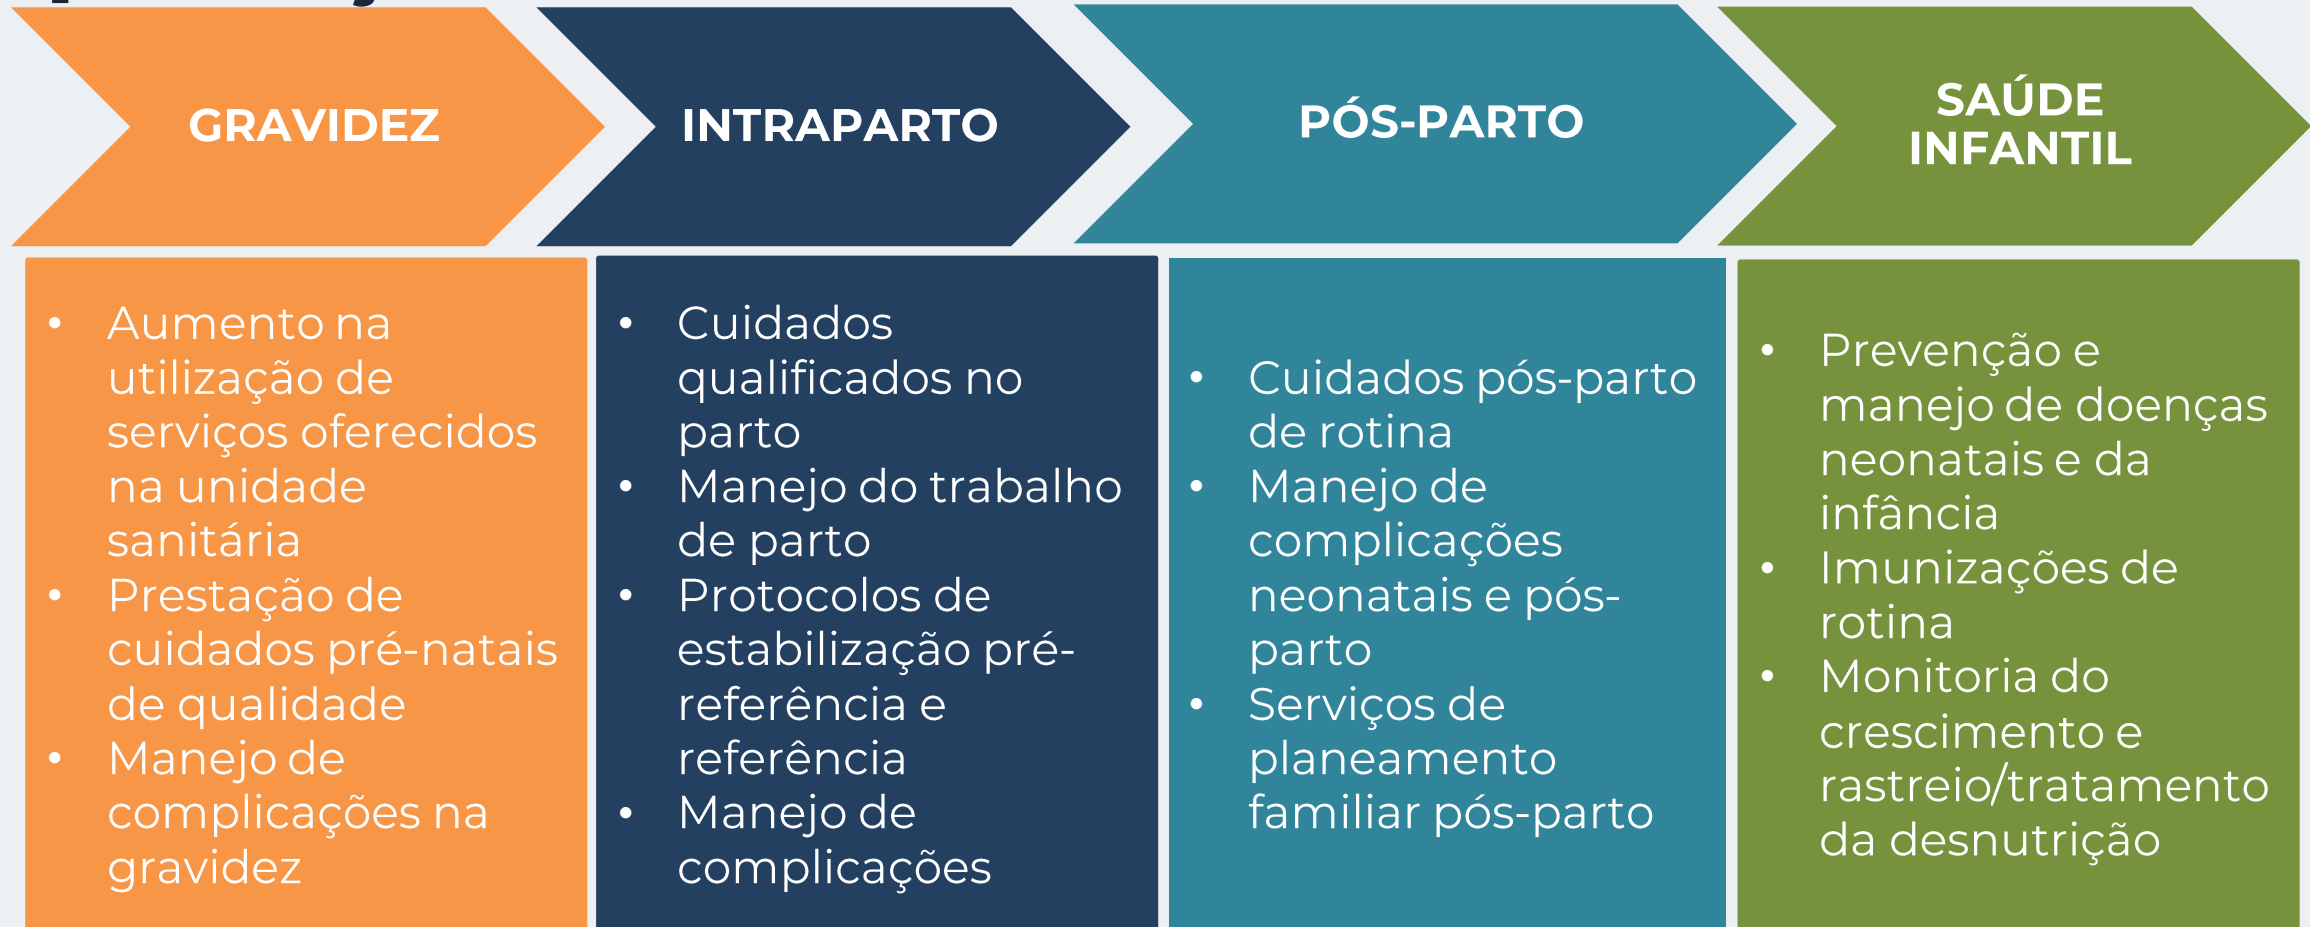 GRAVIDEZ
INTRAPARTO
PÓS-PARTO
SAÚDE
INFANTIL
• Aumento na
utilização de
serviços oferecidos
na unidade
sanitária
• Prestação de
cuidados pré-natais
de qualidade
• Manejo de
complicações na
gravidez
• Cuidados
qualificados no
parto
• Manejo do trabalho
de parto
• Protocolos de
estabilização pré-
referência e
referência
• Manejo de
complicações
• Cuidados pós-parto
de rotina
• Manejo de
complicações
neonatais e pós-
parto
• Serviços de
planeamento
familiar pós-parto
• Prevenção e
manejo de doenças
neonatais e da
infância
• Imunizações de
rotina
• Monitoria do
crescimento e
rastreio/tratamento
da desnutrição